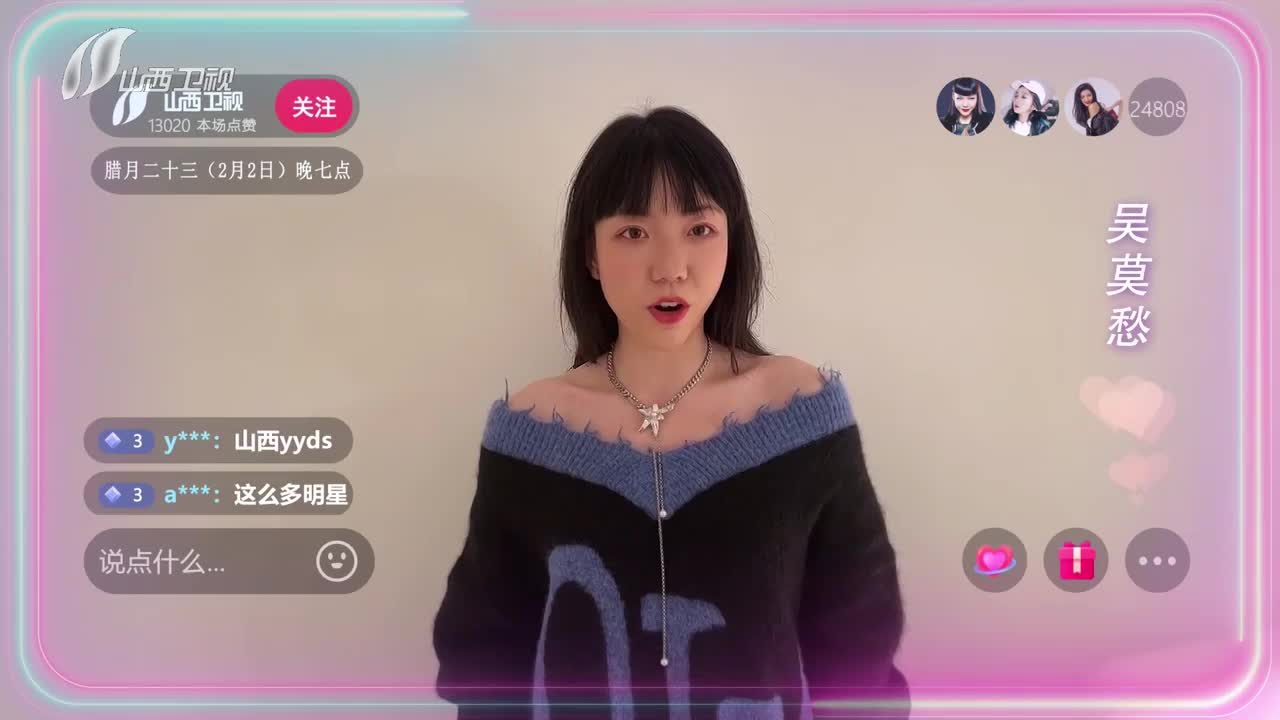 山西卫视
山西卫视
13020 本场点赞
关注
24808
腊月二十三（2月2日）晚七点
吴莫愁
3 y***：山西yyds
3 a***：这么多明星
说点什么...